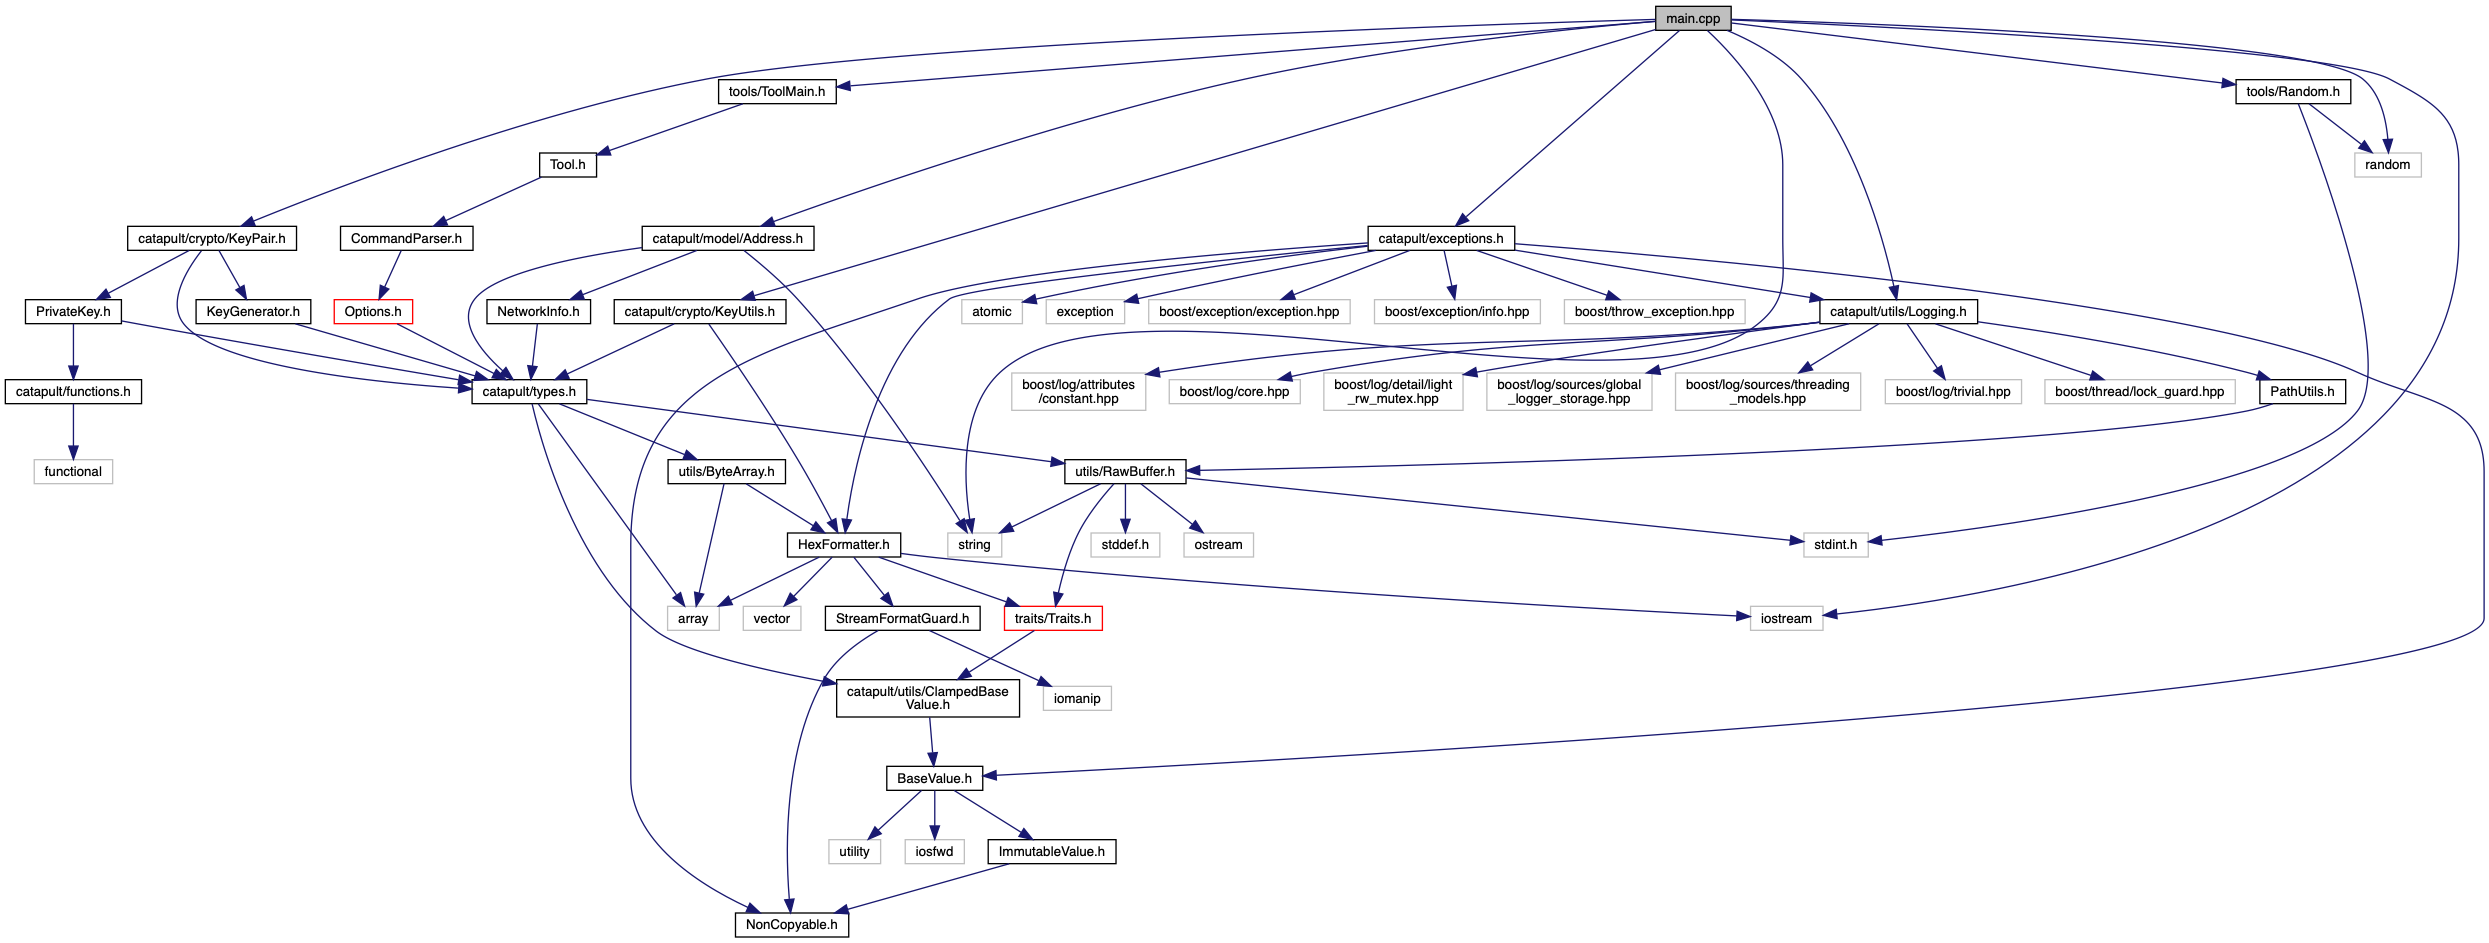 main.cpp
tools/ToolMain.h
tools/Random.h
Tool.h
random
catapult/crypto/KeyPair.h
CommandParser.h
catapult/model/Address.h
catapult/exceptions.h
PrivateKey.h
KeyGenerator.h
Options.h
NetworkInfo.h
catapult/crypto/KeyUtils.h
atomic
exception
boost/exception/exception.hpp
boost/exception/info.hpp
boost/throw_exception.hpp
catapult/utils/Logging.h
catapult/functions.h
catapult/types.h
boost/log/attributes
/constant.hpp
boost/log/core.hpp
boost/log/detail/light
_rw_mutex.hpp
boost/log/sources/global
_logger_storage.hpp
boost/log/sources/threading
_models.hpp
boost/log/trivial.hpp
boost/thread/lock_guard.hpp
PathUtils.h
functional
utils/ByteArray.h
utils/RawBuffer.h
HexFormatter.h
string
stddef.h
ostream
stdint.h
array
vector
StreamFormatGuard.h
traits/Traits.h
iostream
catapult/utils/ClampedBase
Value.h
iomanip
BaseValue.h
utility
iosfwd
ImmutableValue.h
NonCopyable.h